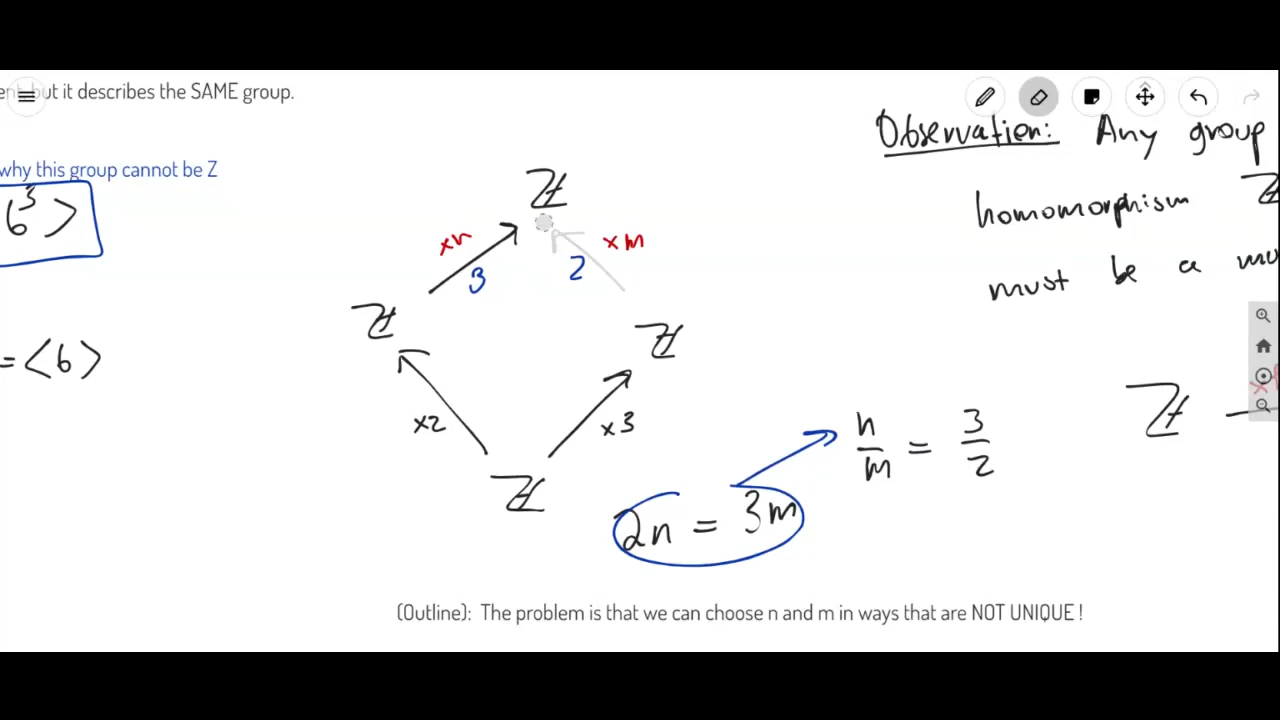 but it describes the SAME group.
why this group cannot be Z
6³ >
= <6>
ℤ
×n
3
×m
2
ℤ
ℤ
×2
×3
ℤ
2n = 3m
n/m = 3/2
Observation: Any group
homomorphism ℤ
must be a
ℤ
(Outline): The problem is that we can choose n and m in ways that are NOT UNIQUE !